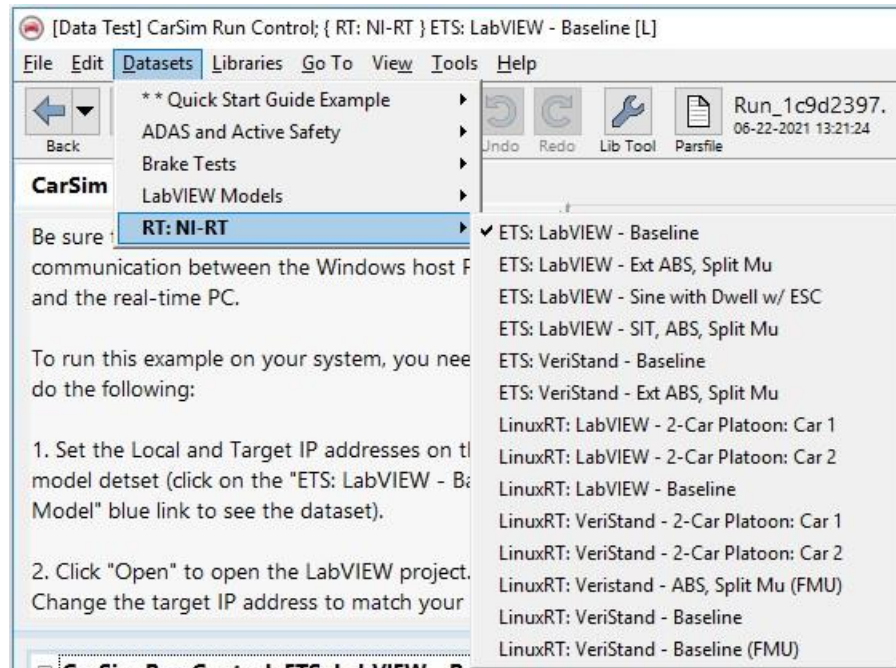 [Data Test] CarSim Run Control; { RT: NI-RT } ETS: LabVIEW - Baseline [L]
File Edit Datasets Libraries Go To View Tools Help
* * Quick Start Guide Example
ADAS and Active Safety
Brake Tests
LabVIEW Models
RT: NI-RT
Back
Undo Redo Lib Tool Parsfile
Run_1c9d2397.
06-22-2021 13:21:24
CarSim
ETS: LabVIEW - Baseline
ETS: LabVIEW - Ext ABS, Split Mu
ETS: LabVIEW - Sine with Dwell w/ ESC
ETS: LabVIEW - SIT, ABS, Split Mu
ETS: VeriStand - Baseline
ETS: VeriStand - Ext ABS, Split Mu
LinuxRT: LabVIEW - 2-Car Platoon: Car 1
LinuxRT: LabVIEW - 2-Car Platoon: Car 2
LinuxRT: LabVIEW - Baseline
LinuxRT: VeriStand - 2-Car Platoon: Car 1
LinuxRT: VeriStand - 2-Car Platoon: Car 2
LinuxRT: Veristand - ABS, Split Mu (FMU)
LinuxRT: VeriStand - Baseline
LinuxRT: VeriStand - Baseline (FMU)
Be sure
communication between the Windows host
and the real-time PC.
To run this example on your system, you nee
do the following:
1. Set the Local and Target IP addresses on
model detset (click on the "ETS: LabVIEW -
Model" blue link to see the dataset).
2. Click "Open" to open the LabVIEW project.
Change the target IP address to match your